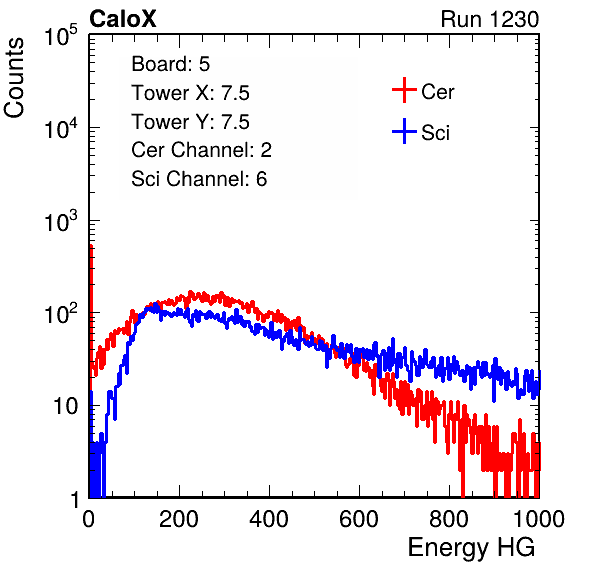 CaloX Run 1230
Counts
Board: 5
Tower X: 7.5
Tower Y: 7.5
Cer Channel: 2
Sci Channel: 6
Cer
Sci
10^5
10^4
10^3
10^2
10
1
0 200 400 600 800 1000
Energy HG